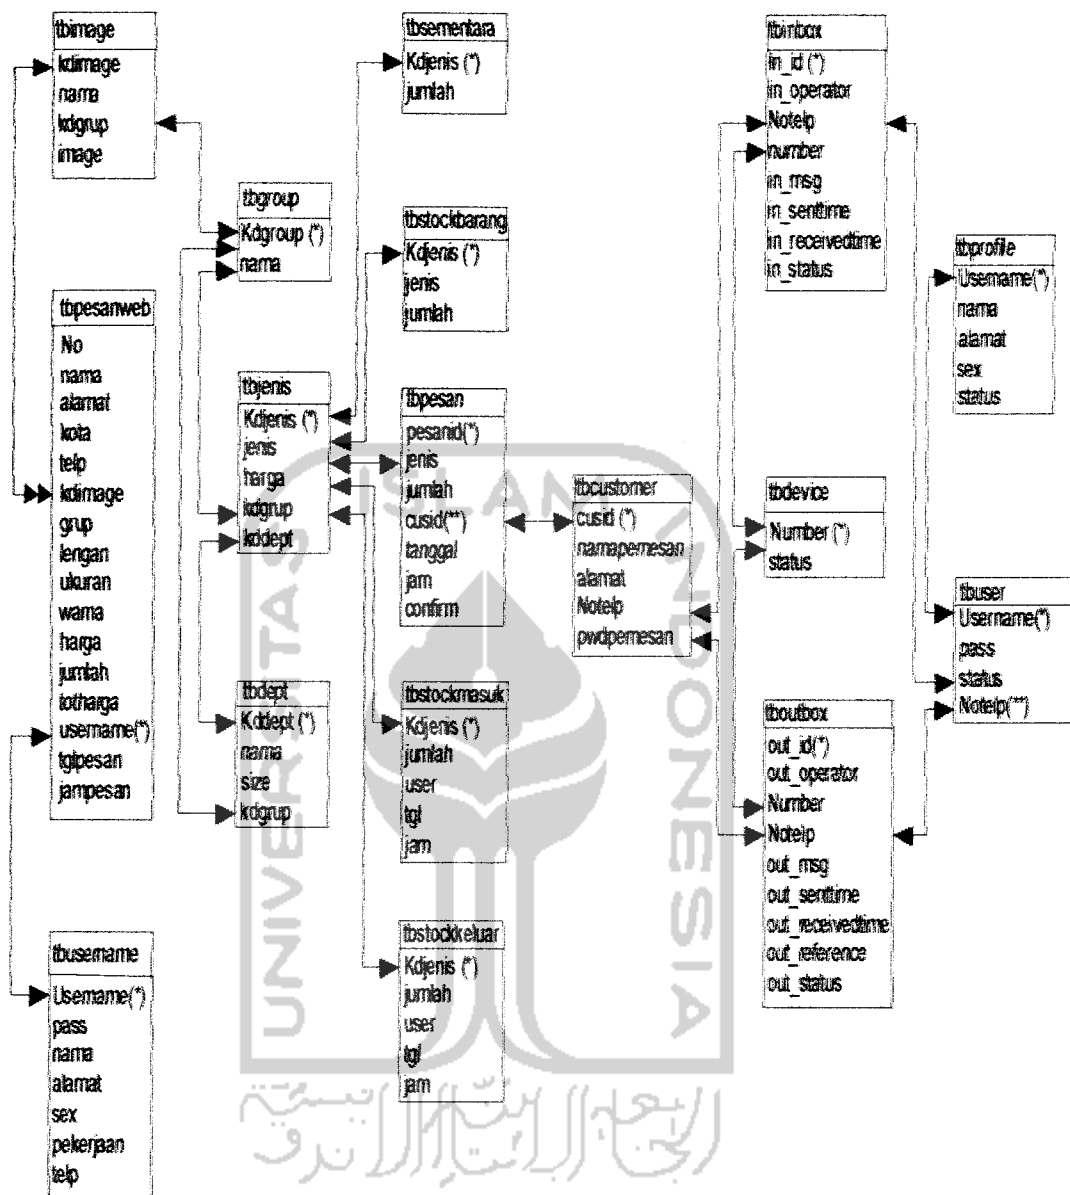 tbimage
kdimage
nama
kdgrup
image
tbpesanweb
No
nama
alamat
kota
telp
kdimage
grup
lengan
ukuran
warna
harga
jumlah
totharga
username(*)
tglpesan
jampesan
tbusername
Username(*)
pass
nama
alamat
sex
pekerjaan
telp
tbgroup
Kdgroup (*)
nama
tbjenis
Kdjenis (*)
jenis
harga
kdgrup
kddept
tbdept
Kddept (*)
nama
size
kdgrup
tbsementara
Kdjenis (*)
jumlah
tbstockbarang
Kdjenis (*)
jenis
jumlah
tbpesan
pesanid(*)
jenis
jumlah
cusid(**)
tanggal
jam
confirm
tbstockmasuk
Kdjenis (*)
jumlah
user
tgl
jam
tbstockkeluar
Kdjenis (*)
jumlah
user
tgl
jam
tbcustomer
cusid (*)
namapemesan
alamat
Notelp
pwdpemesan
tbinbox
in_id (*)
in_operator
Notelp
number
in_msg
in_senttime
in_receivedtime
in_status
tbdevice
Number (*)
status
tboutbox
out_id(*)
out_operator
Number
Notelp
out_msg
out_senttime
out_receivedtime
out_reference
out_status
tbprofile
Username(*)
nama
alamat
sex
status
tbuser
Username(*)
pass
status
Notelp(**)
ISLAM
UNIVERSITAS
INDONESIA